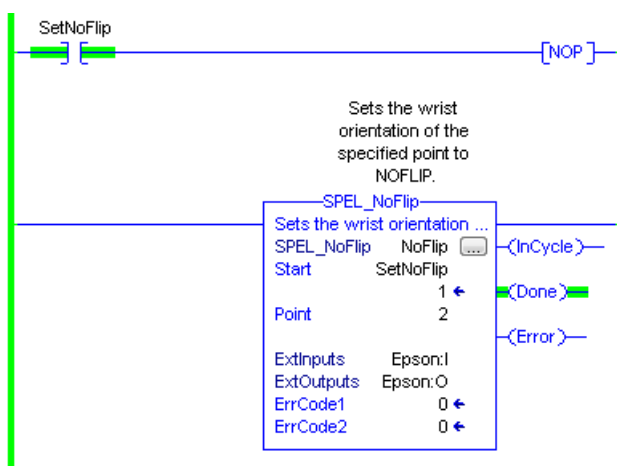 SetNoFlip
[NOP]
Sets the wrist
orientation of the
specified point to
NOFLIP.
SPEL_NoFlip
Sets the wrist orientation ...
SPEL_NoFlip NoFlip ...
(InCycle)
Start SetNoFlip
1
(Done)
Point 2
(Error)
ExtInputs Epson:I
ExtOutputs Epson:O
ErrCode1 0
ErrCode2 0